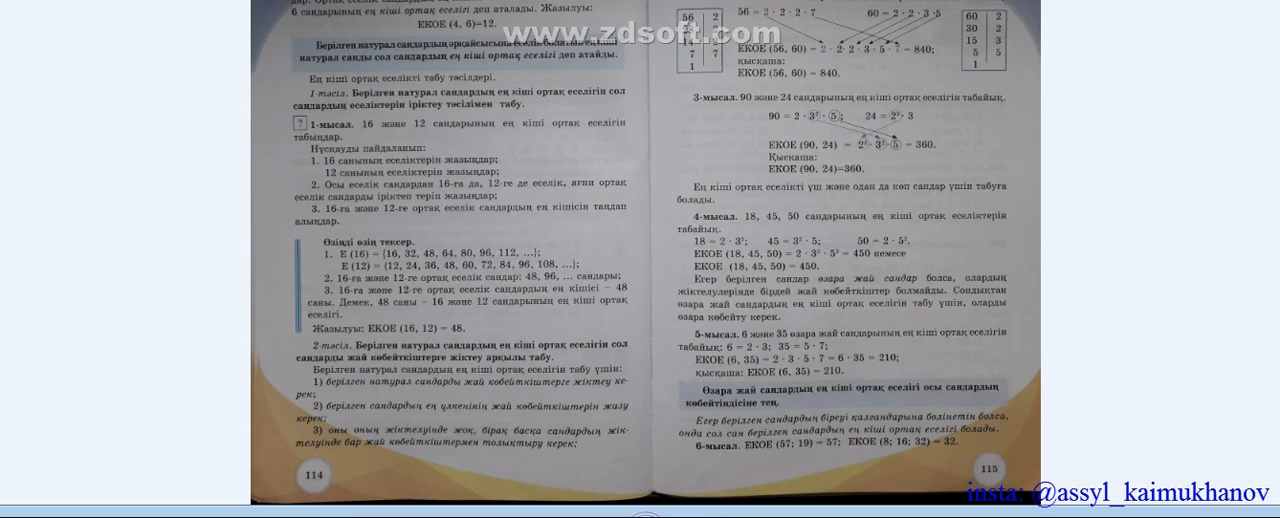 6 сандарының ең кіші ортақ еселігі деп аталады. Жазылуы:
ЕКОЕ (4, 6)=12.
Берілген натурал сандардың әрқайсысына еселік болатын ең кіші
натурал санды сол сандардың ең кіші ортақ еселігі деп атайды.
Ең кіші ортақ еселікті табу тәсілдері.
1-тәсіл. Берілген натурал сандардың ең кіші ортақ еселігін сол
сандардың еселіктерін іріктеу тәсілімен табу.
? 1-мысал. 16 және 12 сандарының ең кіші ортақ еселігін
табыңдар.
Нұсқауды пайдаланып:
1. 16 санының еселіктерін жазыңдар;
12 санының еселіктерін жазыңдар;
2. Осы еселік сандардан 16-ға да, 12-ге де еселік, яғни ортақ
еселік сандарды іріктеп теріп жазыңдар;
3. 16-ға және 12-ге ортақ еселік сандардың ең кішісін таңдап
алыңдар.
Өзіңді өзің тексер.
1. Е (16) = {16, 32, 48, 64, 80, 96, 112, ...};
Е (12) = {12, 24, 36, 48, 60, 72, 84, 96, 108, ...};
2. 16-ға және 12-ге ортақ еселік сандар: 48, 96, ... сандары;
3. 16-ға және 12-ге ортақ еселік сандардың ең кішісі – 48
саны. Демек, 48 саны – 16 және 12 сандарының ең кіші ортақ
еселігі.
Жазылуы: ЕКОЕ (16, 12) = 48.
2-тәсіл. Берілген натурал сандардың ең кіші ортақ еселігін сол
сандарды жай көбейткіштерге жіктеу арқылы табу.
Берілген натурал сандардың ең кіші ортақ еселігін табу үшін:
1) берілген натурал сандарды жай көбейткіштерге жіктеу ке-
рек;
2) берілген сандардың ең үлкенінің жай көбейткіштерін жазу
керек;
3) оны оның жіктелуінде жоқ, бірақ басқа сандардың жік-
телуінде бар жай көбейткіштермен толықтыру керек;
114
56 2
7 7
1
56 = 2 · 2 · 2 · 7 60 = 2 · 2 · 3 · 5
60 2
30 2
15 3
5 5
1
ЕКОЕ (56, 60) = 2 · 2 · 2 · 3 · 5 · 7 = 840;
қысқаша:
ЕКОЕ (56, 60) = 840.
3-мысал. 90 және 24 сандарының ең кіші ортақ еселігін табайық.
90 = 2 · 3² · 5; 24 = 2³ · 3
ЕКОЕ (90, 24) = 2³ · 3² · 5 = 360.
Қысқаша:
ЕКОЕ (90, 24)=360.
Ең кіші ортақ еселікті үш және одан да көп сандар үшін табуға
болады.
4-мысал. 18, 45, 50 сандарының ең кіші ортақ еселіктерін
табайық.
18 = 2 · 3²; 45 = 3² · 5; 50 = 2 · 5².
ЕКОЕ (18, 45, 50) = 2 · 3² · 5² = 450 немесе
ЕКОЕ (18, 45, 50) = 450.
Егер берілген сандар өзара жай сандар болса, олардың
жіктелулерінде бірдей жай көбейткіштер болмайды. Сондықтан
өзара жай сандардың ең кіші ортақ еселігін табу үшін, оларды
өзара көбейту керек.
5-мысал. 6 және 35 өзара жай сандарының ең кіші ортақ еселігін
табайық: 6 = 2 · 3; 35 = 5 · 7;
ЕКОЕ (6, 35) = 2 · 3 · 5 · 7 = 6 · 35 = 210;
қысқаша: ЕКОЕ (6, 35) = 210.
Өзара жай сандардың ең кіші ортақ еселігі осы сандардың
көбейтіндісіне тең.
Егер берілген сандардың біреуі қалғандарына бөлінетін болса,
онда сол сан берілген сандардың ең кіші ортақ еселігі болады.
6-мысал. ЕКОЕ (57; 19) = 57; ЕКОЕ (8; 16; 32) = 32.
115
www.zdsoft.com
insta: @assyl_kaimukhanov